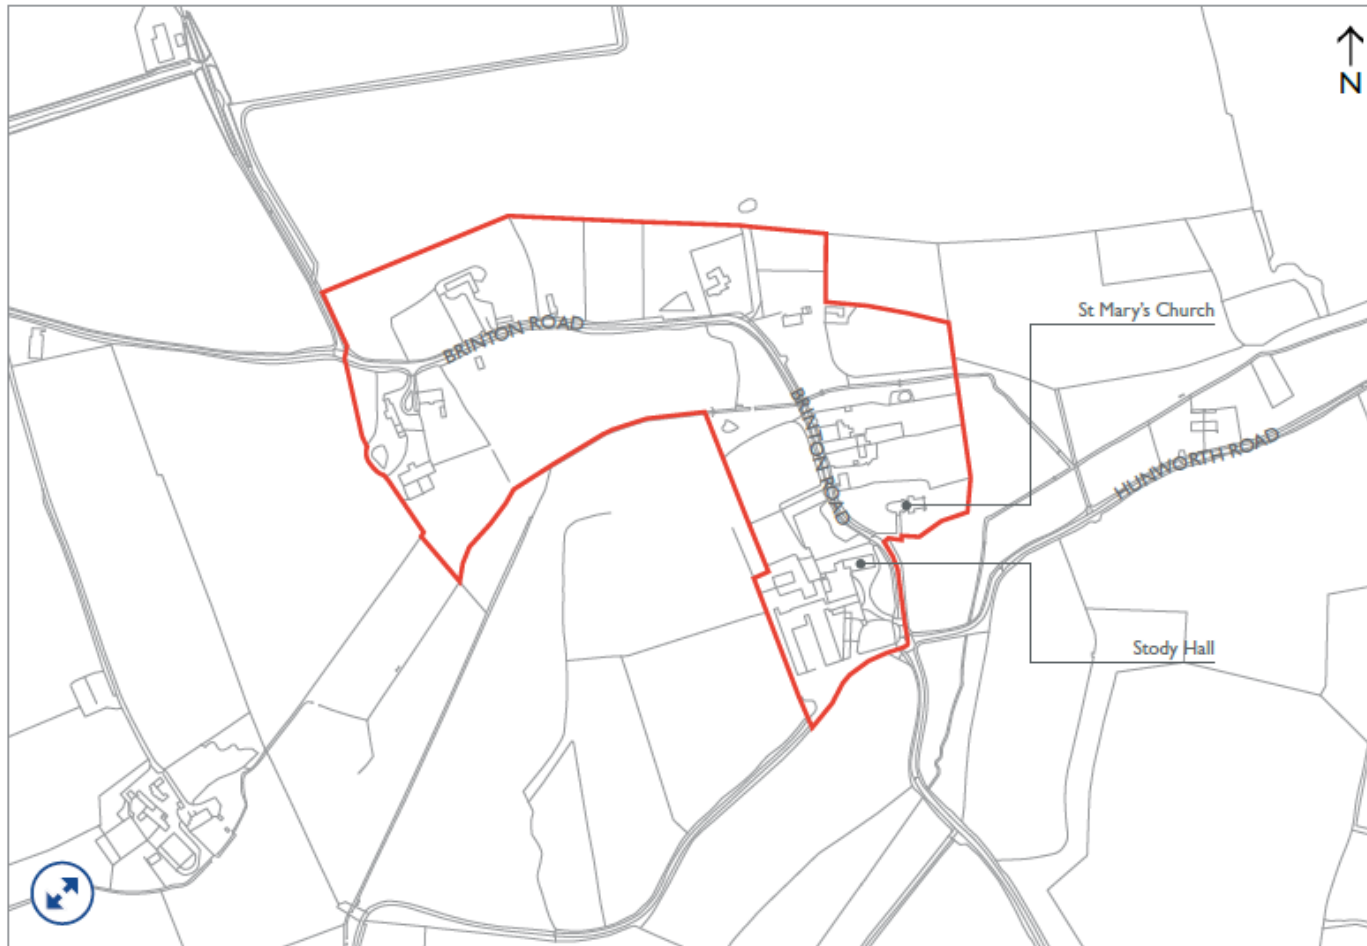 N
St Mary's Church
BRINTON ROAD
BRINTON ROAD
HUNWORTH ROAD
Stody Hall